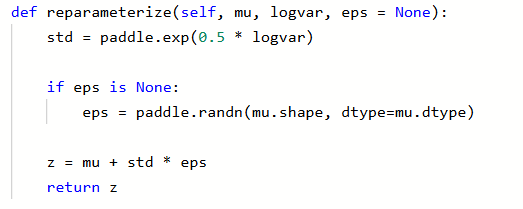 def reparameterize(self, mu, logvar, eps = None):
    std = paddle.exp(0.5 * logvar)
    if eps is None:
        eps = paddle.randn(mu.shape, dtype=mu.dtype)
    z = mu + std * eps
    return z